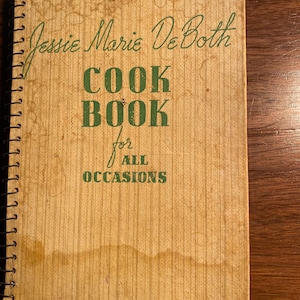 Jessie Marie DeBoth
COOK
BOOK
for
ALL
OCCASIONS